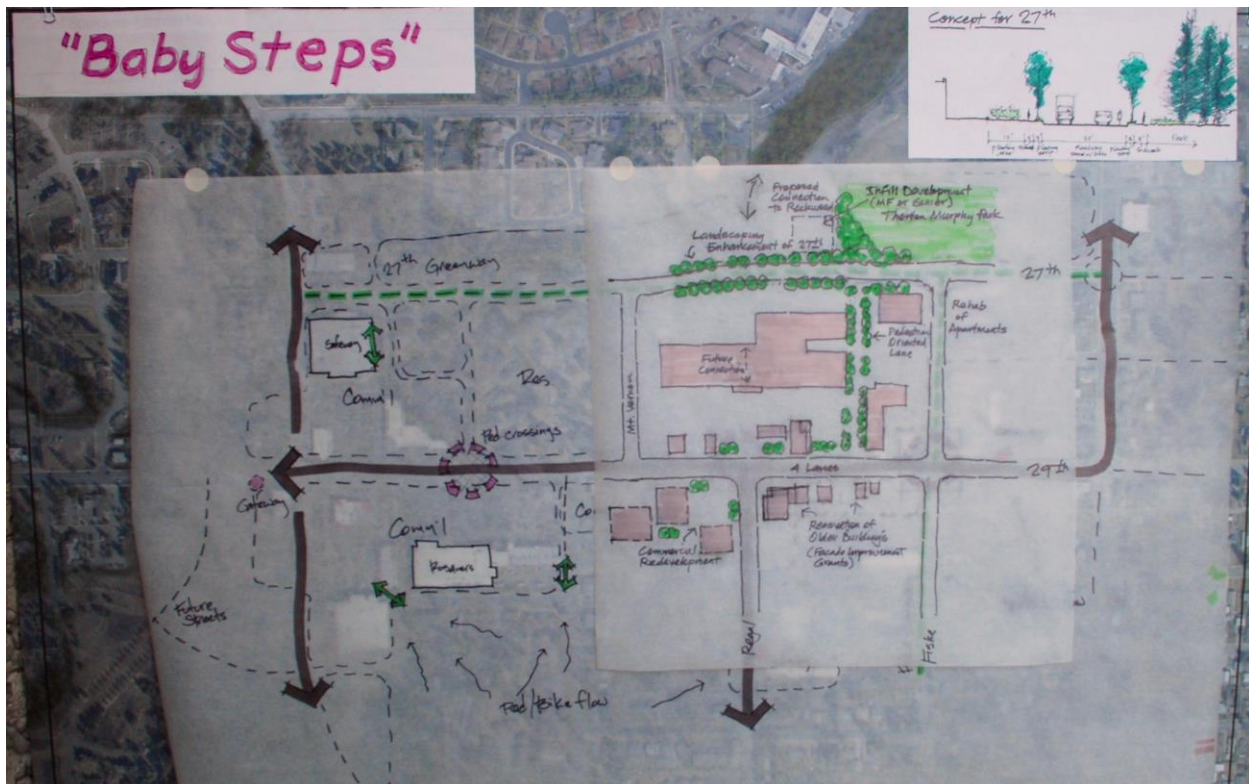 "Baby Steps"
Concept for 27th
Proposed
Connection
to Rockwood
Infill Development
(MF or Senior)
Thorton Murphy Park
Landscaping
Enhancement of 27th
27th Greenway
27th
Safeway
Comm'l
Res
Mt. Vernon
Future
Connection
Pedestrian
Oriented
Lane
Rehab
of
Apartments
Ped crossings
4 Lanes
29th
Gateway
Comm'l
Co
Rosauers
Commercial
Redevelopment
Renovation of
Older Buildings
(Facade Improvement
Grants)
Future
Streets
Regal
Fiske
Ped/Bike flow